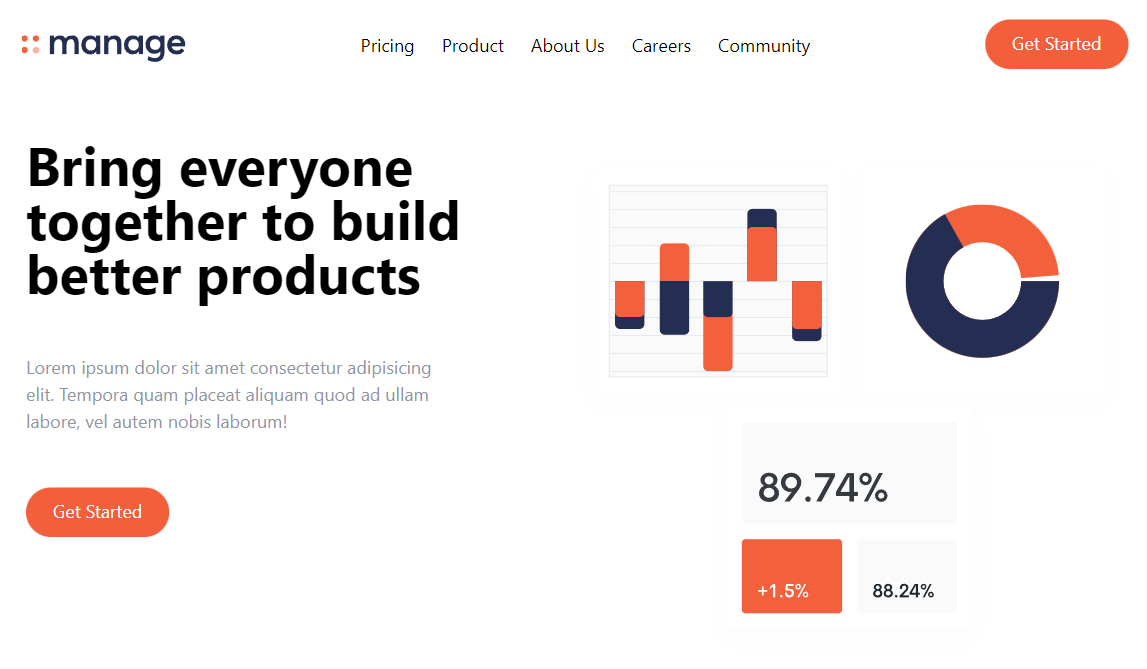 manage
Pricing
Product
About Us
Careers
Community
Get Started
Bring everyone
together to build
better products
Lorem ipsum dolor sit amet consectetur adipisicing
elit. Tempora quam placeat aliquam quod ad ullam
labore, vel autem nobis laborum!
Get Started
89.74%
+1.5%
88.24%